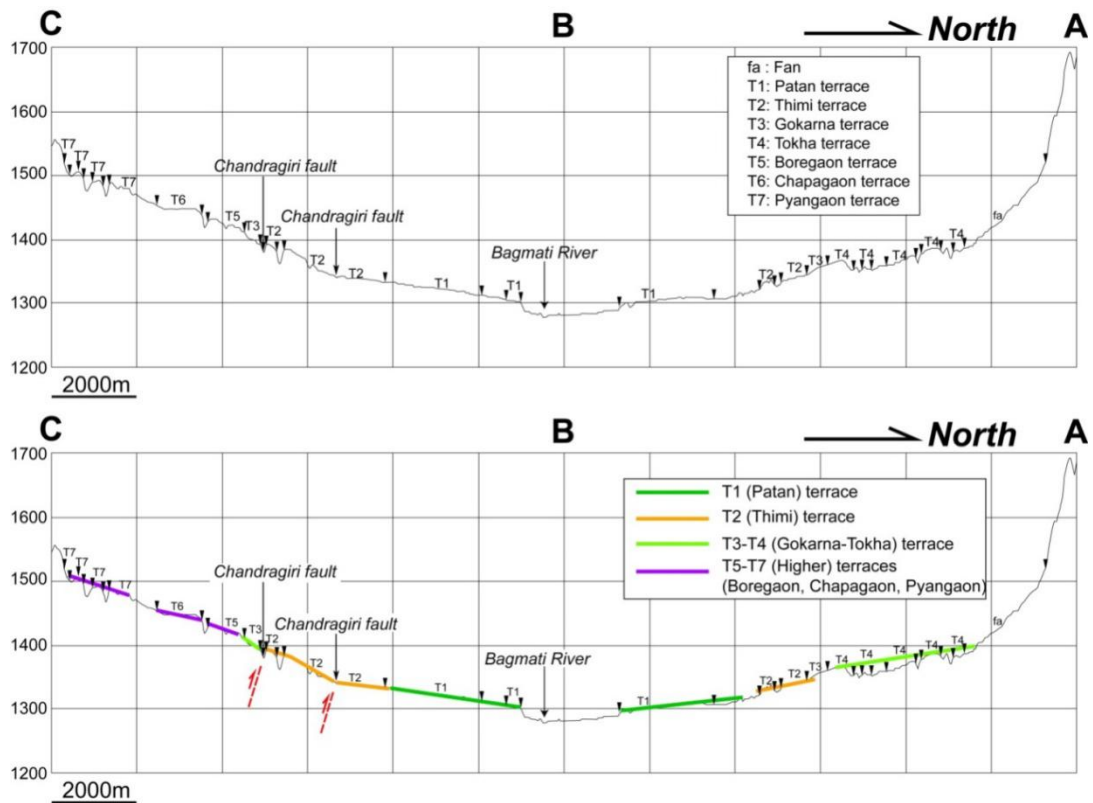 C B North A
1700
1600
1500
1400
1300
1200
fa : Fan
T1: Patan terrace
T2: Thimi terrace
T3: Gokarna terrace
T4: Tokha terrace
T5: Boregaon terrace
T6: Chapagaon terrace
T7: Pyangaon terrace
T7
T7
T7
T7
T6
T5
T3
T2
Chandragiri fault
T2
Chandragiri fault
T2
T1
T1
Bagmati River
T1
T2
T2
T3
T4
T4
T4
T4
T4
fa
2000m
C B North A
1700
1600
1500
1400
1300
1200
T1 (Patan) terrace
T2 (Thimi) terrace
T3-T4 (Gokarna-Tokha) terrace
T5-T7 (Higher) terraces
(Boregaon, Chapagaon, Pyangaon)
T7
T7
T7
T7
T6
T5
T3
T2
Chandragiri fault
T2
Chandragiri fault
T2
T1
T1
Bagmati River
T1
T2
T2
T3
T4
T4
T4
T4
T4
fa
2000m